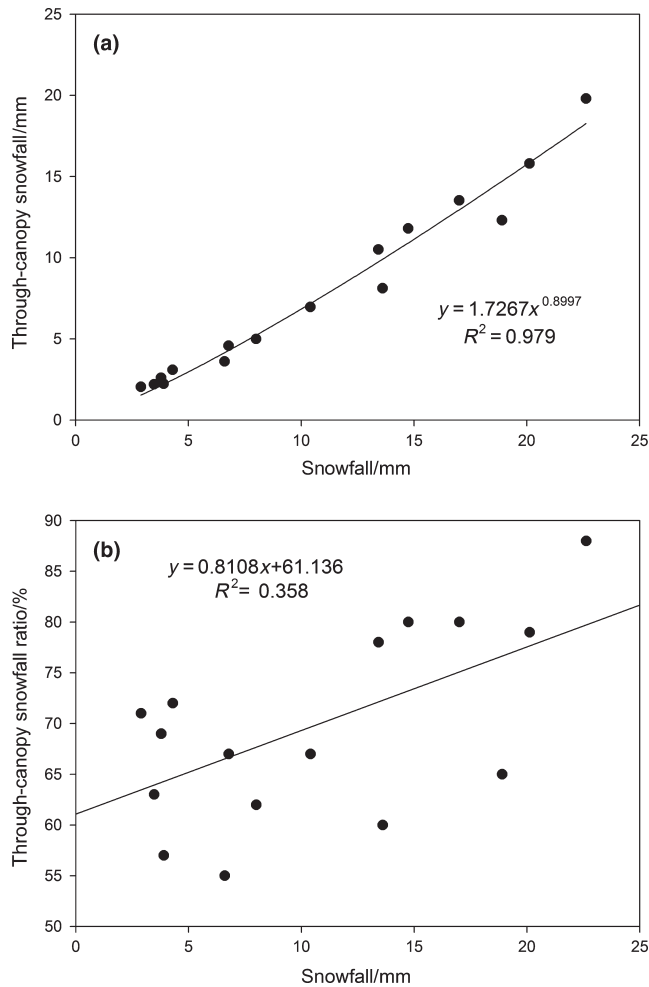 (a)
25
20
15
10
5
0
Through-canopy snowfall/mm
y = 1.7267x^0.8997
R² = 0.979
0 5 10 15 20 25
Snowfall/mm
(b)
90
85
80
75
70
65
60
55
50
Through-canopy snowfall ratio/%
y = 0.8108x+61.136
R²= 0.358
0 5 10 15 20 25
Snowfall/mm